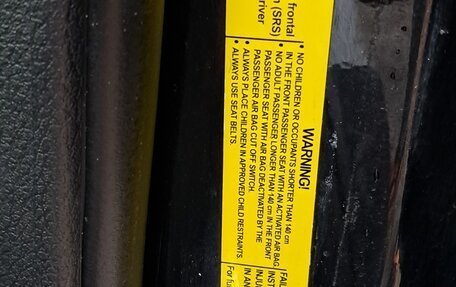 frontal
(SRS)
river
WARNING!
• NO CHILDREN OR OCCUPANTS SHORTER THAN 140 cm
IN THE FRONT PASSENGER SEAT WITH AN ACTIVATED AIR BAG
• NO ADULT PASSENGER LONGER THAN 140 cm IN THE FRONT
PASSENGER SEAT WITH AIR BAG DEACTIVATED BY THE
PASSENGER AIR BAG CUT OFF SWITCH.
• ALWAYS PLACE CHILDREN IN APPROVED CHILD RESTRAINTS.
• ALWAYS USE SEAT BELTS.
FAIL
INST
INJU
IN AN
For fu